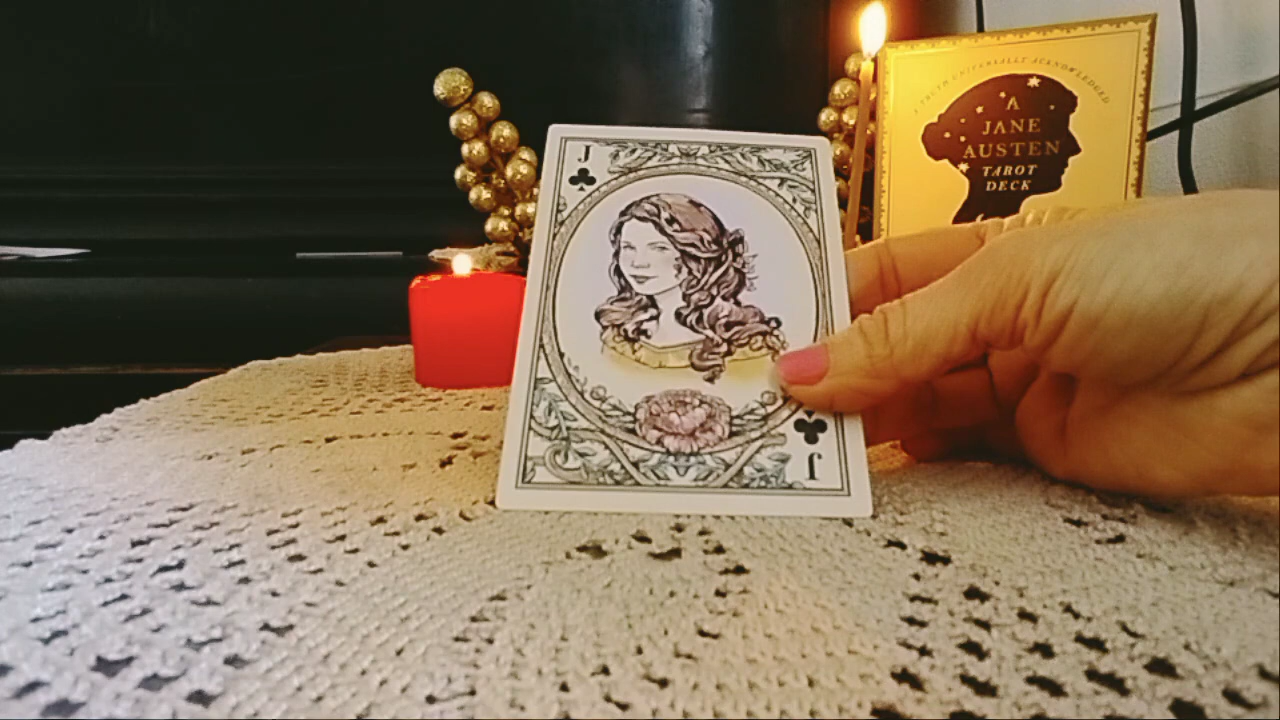 J
A TRUTH UNIVERSALLY ACKNOWLEDGED
A
JANE
AUSTEN
TAROT
DECK
J